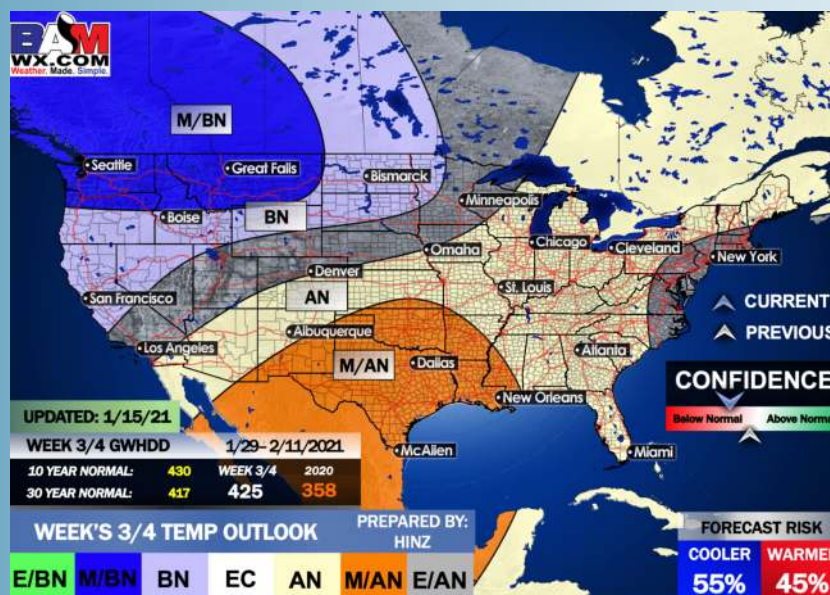 BAM
WX.COM
Weather. Made. Simple.
M/BN
Seattle
Great Falls
Bismarck
Minneapolis
Boise
BN
Omaha
Chicago
Cleveland
New York
Denver
St. Louis
San Francisco
AN
CURRENT
Albuquerque
PREVIOUS
Los Angeles
M/AN
Dallas
Atlanta
CONFIDENCE
Below Normal
Above Norma
New Orleans
UPDATED: 1/15/21
WEEK 3/4 GWHDD 1/29-2/11/2021
McAllen
Miami
10 YEAR NORMAL: 430 WEEK 3/4 2020
30 YEAR NORMAL: 417 425 358
WEEK'S 3/4 TEMP OUTLOOK
PREPARED BY:
HINZ
FORECAST RISK
COOLER WARMER
55% 45%
E/BN M/BN BN EC AN M/AN E/AN